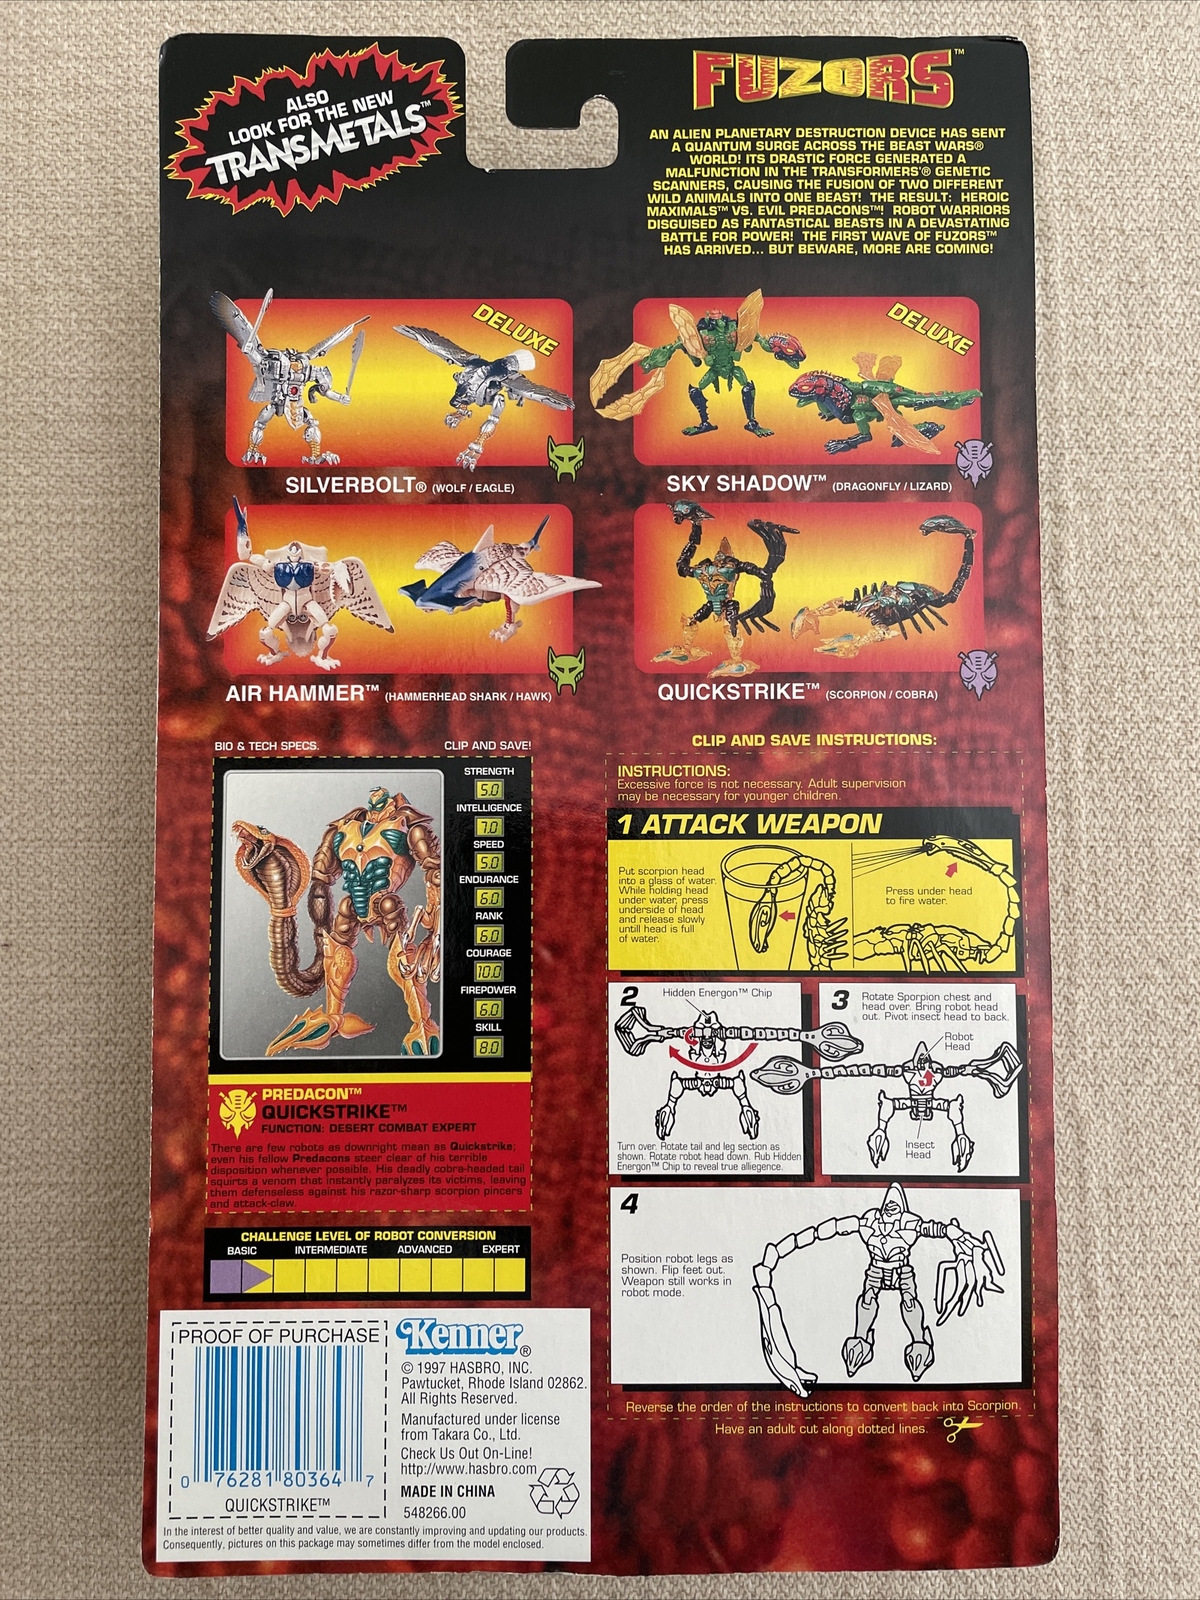 ALSO
LOOK FOR THE NEW
TRANSMETALS™
FUZORS™
AN ALIEN PLANETARY DESTRUCTION DEVICE HAS SENT
A QUANTUM SURGE ACROSS THE BEAST WARS®
WORLD! ITS DRASTIC FORCE GENERATED A
MALFUNCTION IN THE TRANSFORMERS'® GENETIC
SCANNERS, CAUSING THE FUSION OF TWO DIFFERENT
WILD ANIMALS INTO ONE BEAST! THE RESULT: HEROIC
MAXIMALS™ VS. EVIL PREDACONS™! ROBOT WARRIORS
DISGUISED AS FANTASTICAL BEASTS IN A DEVASTATING
BATTLE FOR POWER! THE FIRST WAVE OF FUZORS™
HAS ARRIVED... BUT BEWARE, MORE ARE COMING!
DELUXE
SILVERBOLT® (WOLF / EAGLE)
DELUXE
SKY SHADOW™ (DRAGONFLY / LIZARD)
AIR HAMMER™ (HAMMERHEAD SHARK / HAWK)
QUICKSTRIKE™ (SCORPION / COBRA)
BIO & TECH SPECS. CLIP AND SAVE!
STRENGTH
5.0
INTELLIGENCE
7.0
SPEED
5.0
ENDURANCE
6.0
RANK
6.0
COURAGE
10.0
FIREPOWER
6.0
SKILL
8.0
PREDACON™
QUICKSTRIKE™
FUNCTION: DESERT COMBAT EXPERT
There are few robots as downright mean as Quickstrike;
even his fellow Predacons steer clear of his terrible
disposition whenever possible. His deadly cobra-headed tail
squirts a venom that instantly paralyzes its victims, leaving
them defenseless against his razor-sharp scorpion pincers
and attack-claw.
CHALLENGE LEVEL OF ROBOT CONVERSION
BASIC INTERMEDIATE ADVANCED EXPERT
PROOF OF PURCHASE
0 76281 80364 7
QUICKSTRIKE™
Kenner®
© 1997 HASBRO, INC.
Pawtucket, Rhode Island 02862.
All Rights Reserved.
Manufactured under license
from Takara Co., Ltd.
Check Us Out On-Line!
http://www.hasbro.com
MADE IN CHINA
548266.00
In the interest of better quality and value, we are constantly improving and updating our products.
Consequently, pictures on this package may sometimes differ from the model enclosed.
CLIP AND SAVE INSTRUCTIONS:
INSTRUCTIONS:
Excessive force is not necessary. Adult supervision
may be necessary for younger children.
1 ATTACK WEAPON
Put scorpion head
into a glass of water.
While holding head
under water, press
underside of head
and release slowly
untill head is full
of water.
Press under head
to fire water.
2
Hidden Energon™ Chip
Turn over. Rotate tail and leg section as
shown. Rotate robot head down. Rub Hidden
Energon™ Chip to reveal true alliegence.
3
Rotate Sporpion chest and
head over. Bring robot head
out. Pivot insect head to back.
Robot
Head
Insect
Head
4
Position robot legs as
shown. Flip feet out.
Weapon still works in
robot mode.
Reverse the order of the instructions to convert back into Scorpion.
Have an adult cut along dotted lines.